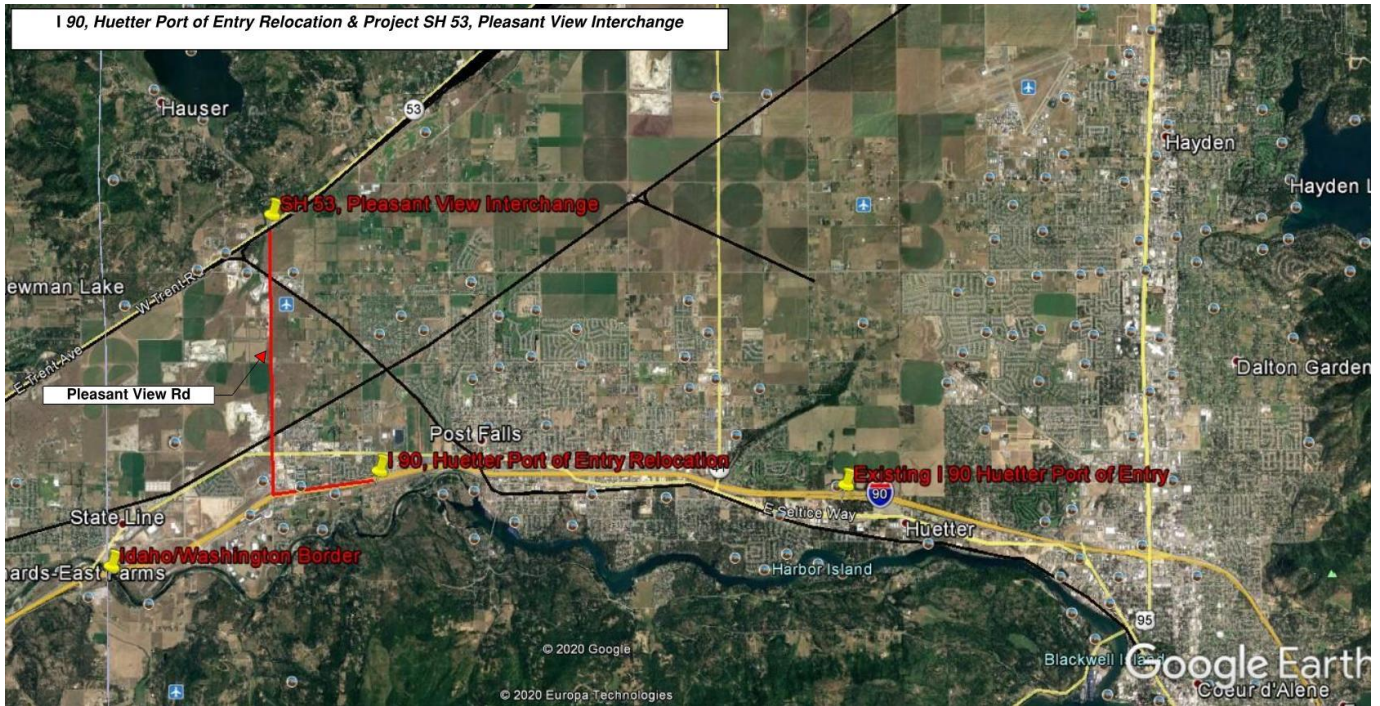 I 90, Huetter Port of Entry Relocation & Project SH 53, Pleasant View Interchange
Hauser
53
Hayden
Hayden L
SH 53, Pleasant View Interchange
ewman Lake
W Trent R
E Trent Ave
Pleasant View Rd
Dalton Garden
Post Falls
I 90, Huetter Port of Entry Relocation
Existing I 90 Huetter Port of Entry
90
E Seltice Way
State Line
Huetter
Idaho/Washington Border
ards-East Farms
Harbor Island
95
© 2020 Google
Blackwell Island
Google Earth
© 2020 Europa Technologies
Coeur d'Alene